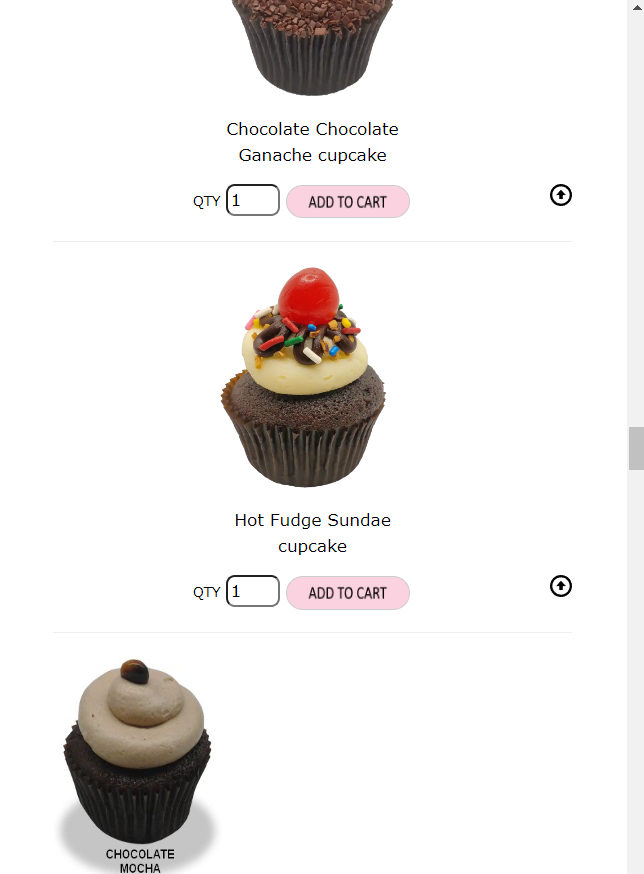 Chocolate Chocolate
Ganache cupcake
QTY 1 ADD TO CART
Hot Fudge Sundae
cupcake
QTY 1 ADD TO CART
CHOCOLATE
MOCHA